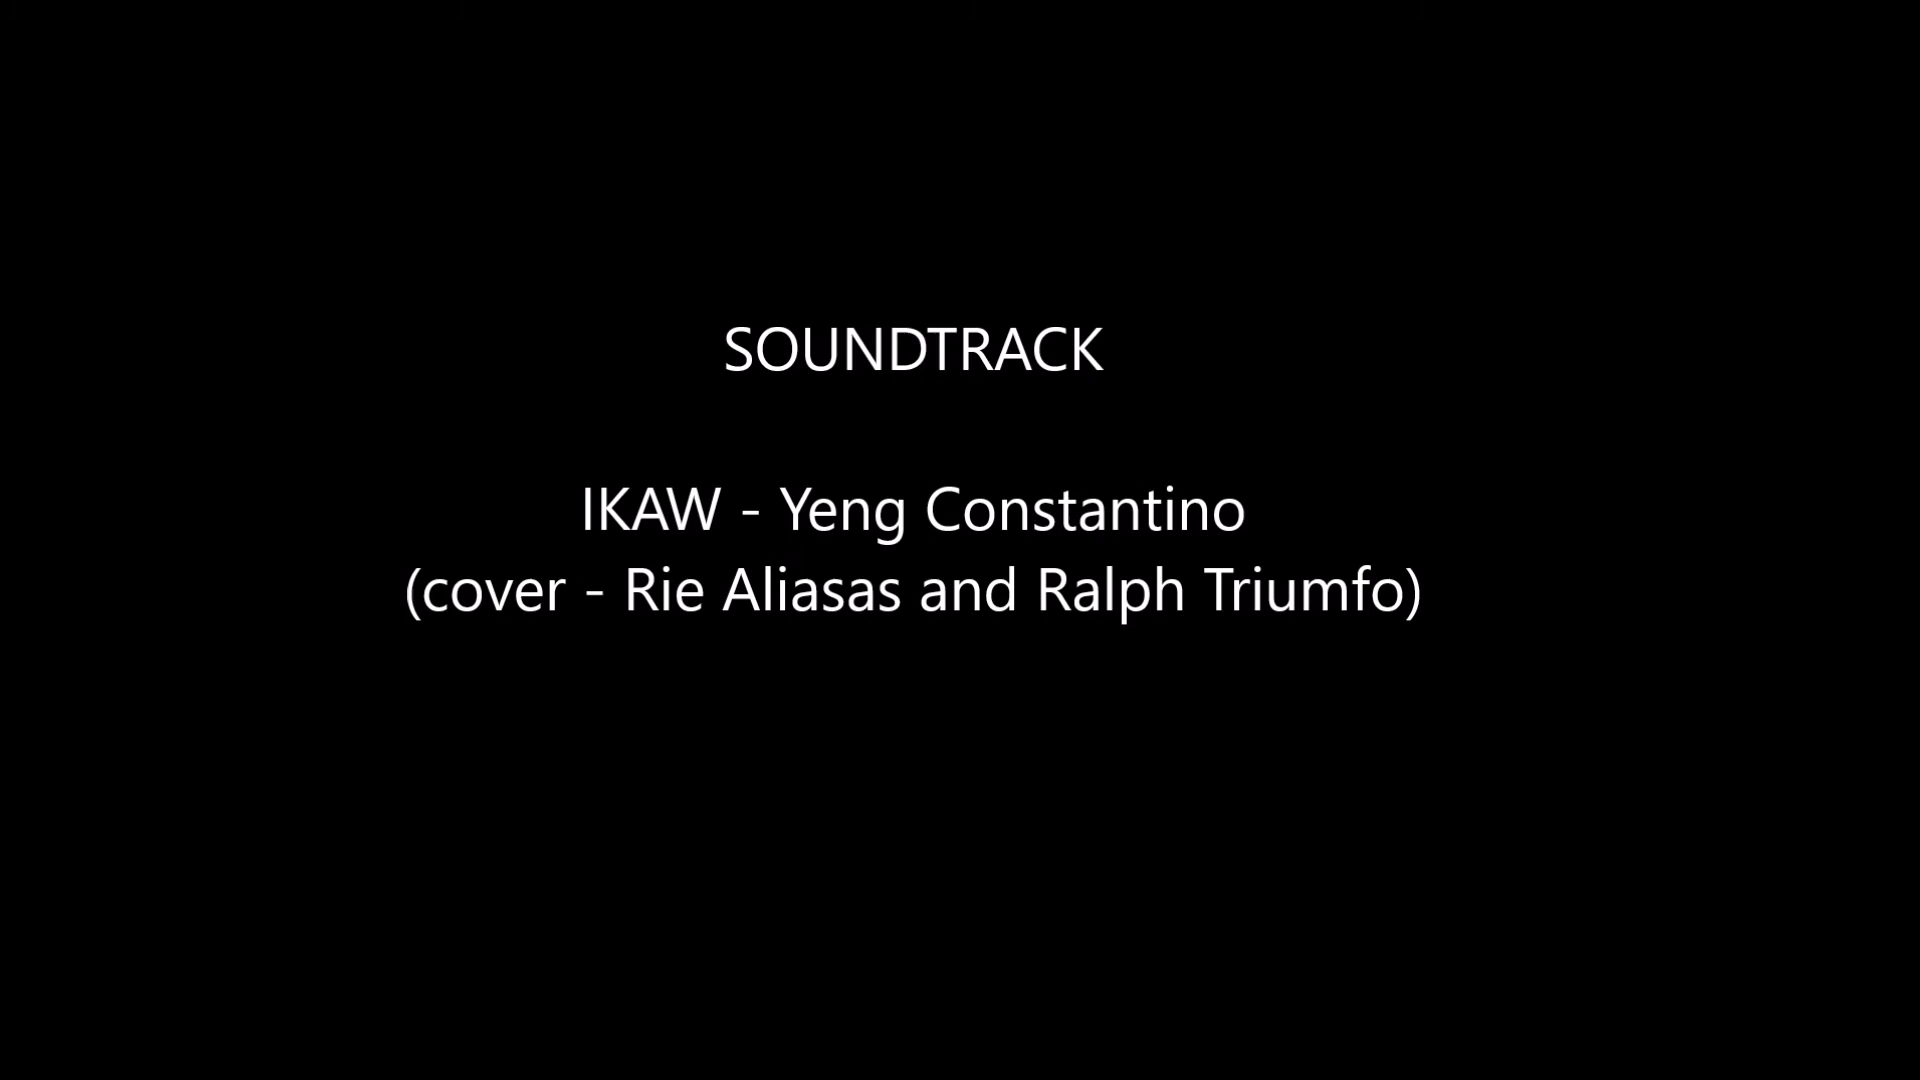 SOUNDTRACK
IKAW - Yeng Constantino
(cover - Rie Aliasas and Ralph Triumfo)